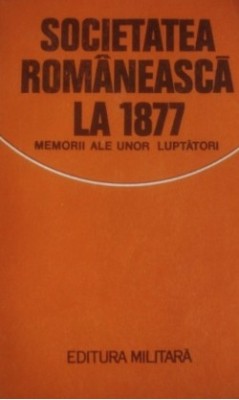 SOCIETATEA
ROMÂNEASCĂ
LA 1877
MEMORII ALE UNOR LUPTĂTORI
EDITURA MILITARĂ